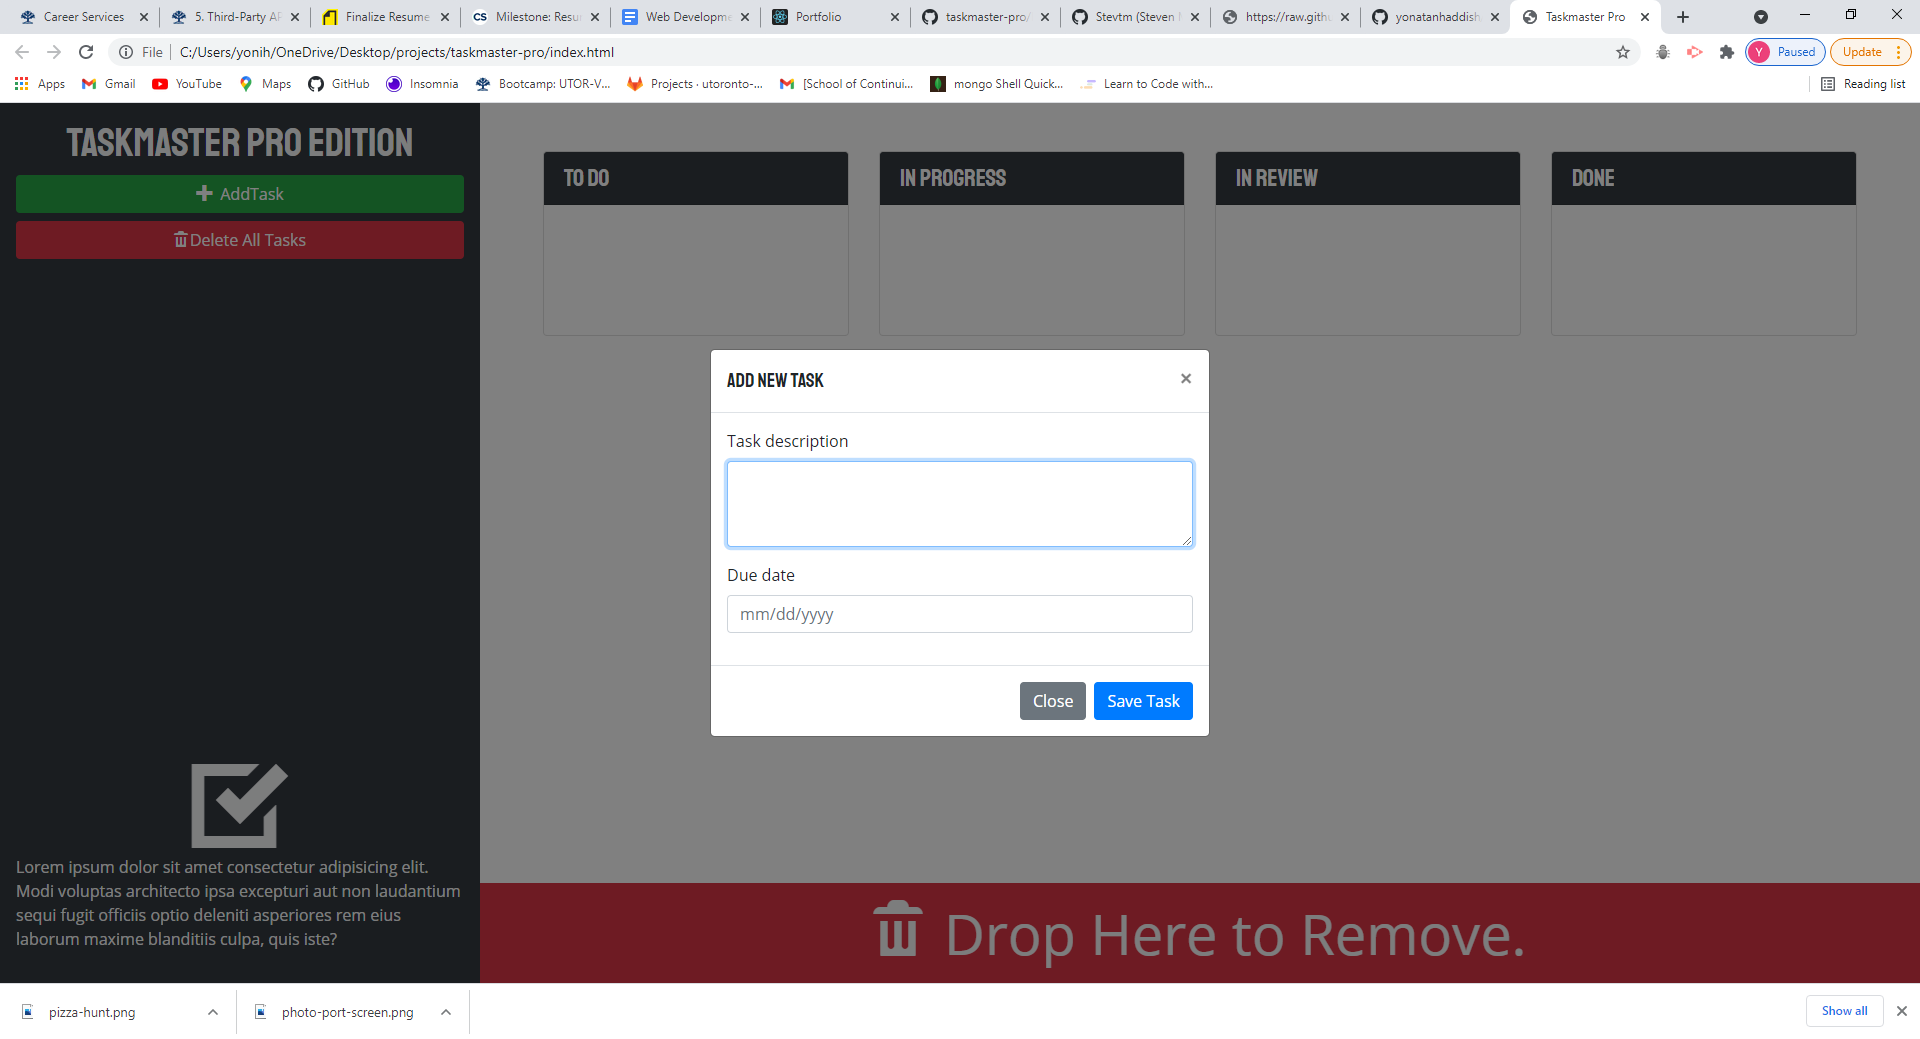 Career Services
5. Third-Party AP
Finalize Resume
CS Milestone: Resu
Web Developme
Portfolio
taskmaster-pro/
Stevtm (Steven
https://raw.githu
yonatanhaddish
Taskmaster Pro
File
C:/Users/yonih/OneDrive/Desktop/projects/taskmaster-pro/index.html
Y Paused
Update
Apps
Gmail
YouTube
Maps
GitHub
Insomnia
Bootcamp: UTOR-V...
Projects · utoronto-...
[School of Continui...
mongo Shell Quick...
Learn to Code with...
Reading list
TASKMASTER PRO EDITION
AddTask
Delete All Tasks
TO DO
IN PROGRESS
IN REVIEW
DONE
ADD NEW TASK
×
Task description
Due date
mm/dd/yyyy
Close
Save Task
Lorem ipsum dolor sit amet consectetur adipisicing elit.
Modi voluptas architecto ipsa excepturi aut non laudantium
sequi fugit officiis optio deleniti asperiores rem eius
laborum maxime blanditiis culpa, quis iste?
Drop Here to Remove.
pizza-hunt.png
photo-port-screen.png
Show all